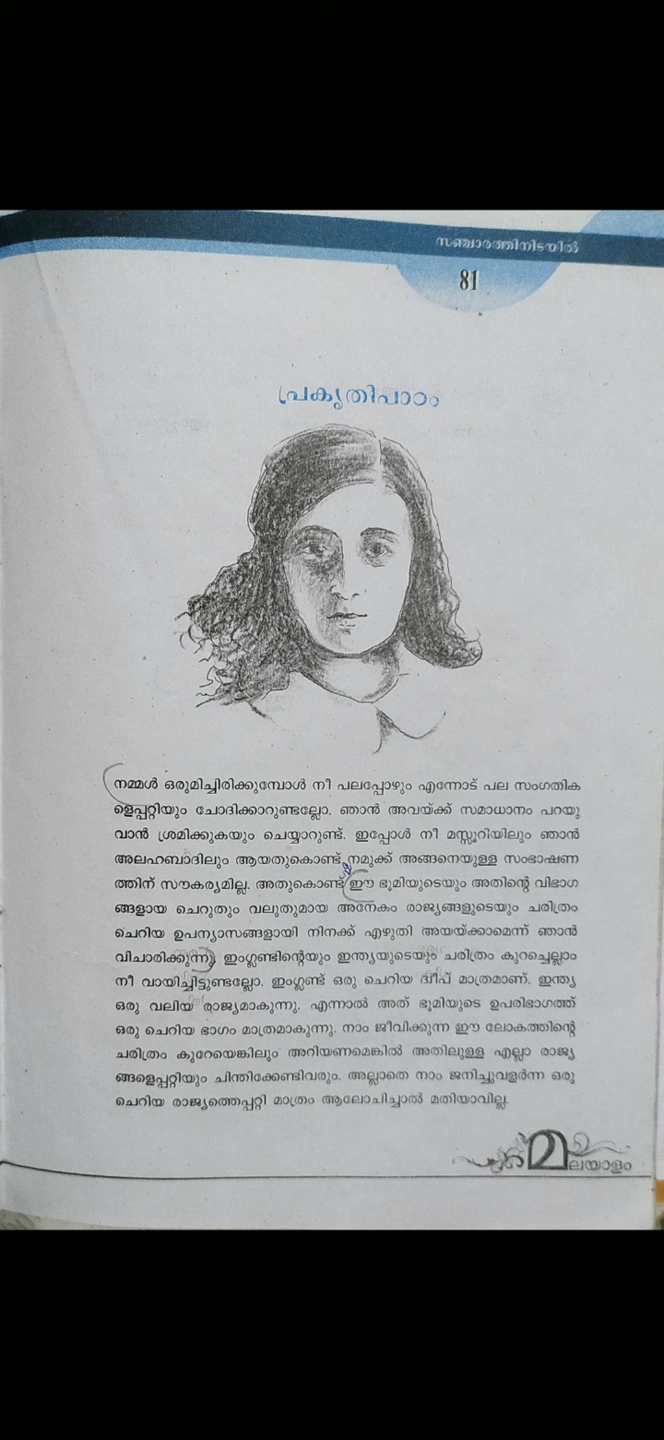 സഞ്ചാരത്തിനിടയിൽ
81
പ്രകൃതിപാഠം
നമ്മൾ ഒരുമിച്ചിരിക്കുമ്പോൾ നീ പലപ്പോഴും എന്നോട് പല സംഗതിക
ളെപ്പറ്റിയും ചോദിക്കാറുണ്ടല്ലോ. ഞാൻ അവയ്ക്ക് സമാധാനം പറയു
വാൻ ശ്രമിക്കുകയും ചെയ്യാറുണ്ട്. ഇപ്പോൾ നീ മസ്സൂറിയിലും ഞാൻ
അലഹബാദിലും ആയതുകൊണ്ട് നമുക്ക് അങ്ങനെയുള്ള സംഭാഷണ
ത്തിന് സൗകര്യമില്ല. അതുകൊണ്ട് ഈ ഭൂമിയുടെയും അതിന്റെ വിഭാഗ
ങ്ങളായ ചെറുതും വലുതുമായ അനേകം രാജ്യങ്ങളുടെയും ചരിത്രം
ചെറിയ ഉപന്യാസങ്ങളായി നിനക്ക് എഴുതി അയയ്ക്കാമെന്ന് ഞാൻ
വിചാരിക്കുന്നു. ഇംഗ്ലണ്ടിന്റെയും ഇന്ത്യയുടെയും ചരിത്രം കുറച്ചെല്ലാം
നീ വായിച്ചിട്ടുണ്ടല്ലോ. ഇംഗ്ലണ്ട് ഒരു ചെറിയ ദ്വീപ് മാത്രമാണ്. ഇന്ത്യ
ഒരു വലിയ രാജ്യമാകുന്നു. എന്നാൽ അത് ഭൂമിയുടെ ഉപരിഭാഗത്ത്
ഒരു ചെറിയ ഭാഗം മാത്രമാകുന്നു. നാം ജീവിക്കുന്ന ഈ ലോകത്തിന്റെ
ചരിത്രം കുറേയെങ്കിലും അറിയണമെങ്കിൽ അതിലുള്ള എല്ലാ രാജ്യ
ങ്ങളെപ്പറ്റിയും ചിന്തിക്കേണ്ടിവരും. അല്ലാതെ നാം ജനിച്ചുവളർന്ന ഒരു
ചെറിയ രാജ്യത്തെപ്പറ്റി മാത്രം ആലോചിച്ചാൽ മതിയാവില്ല.
മലയാളം